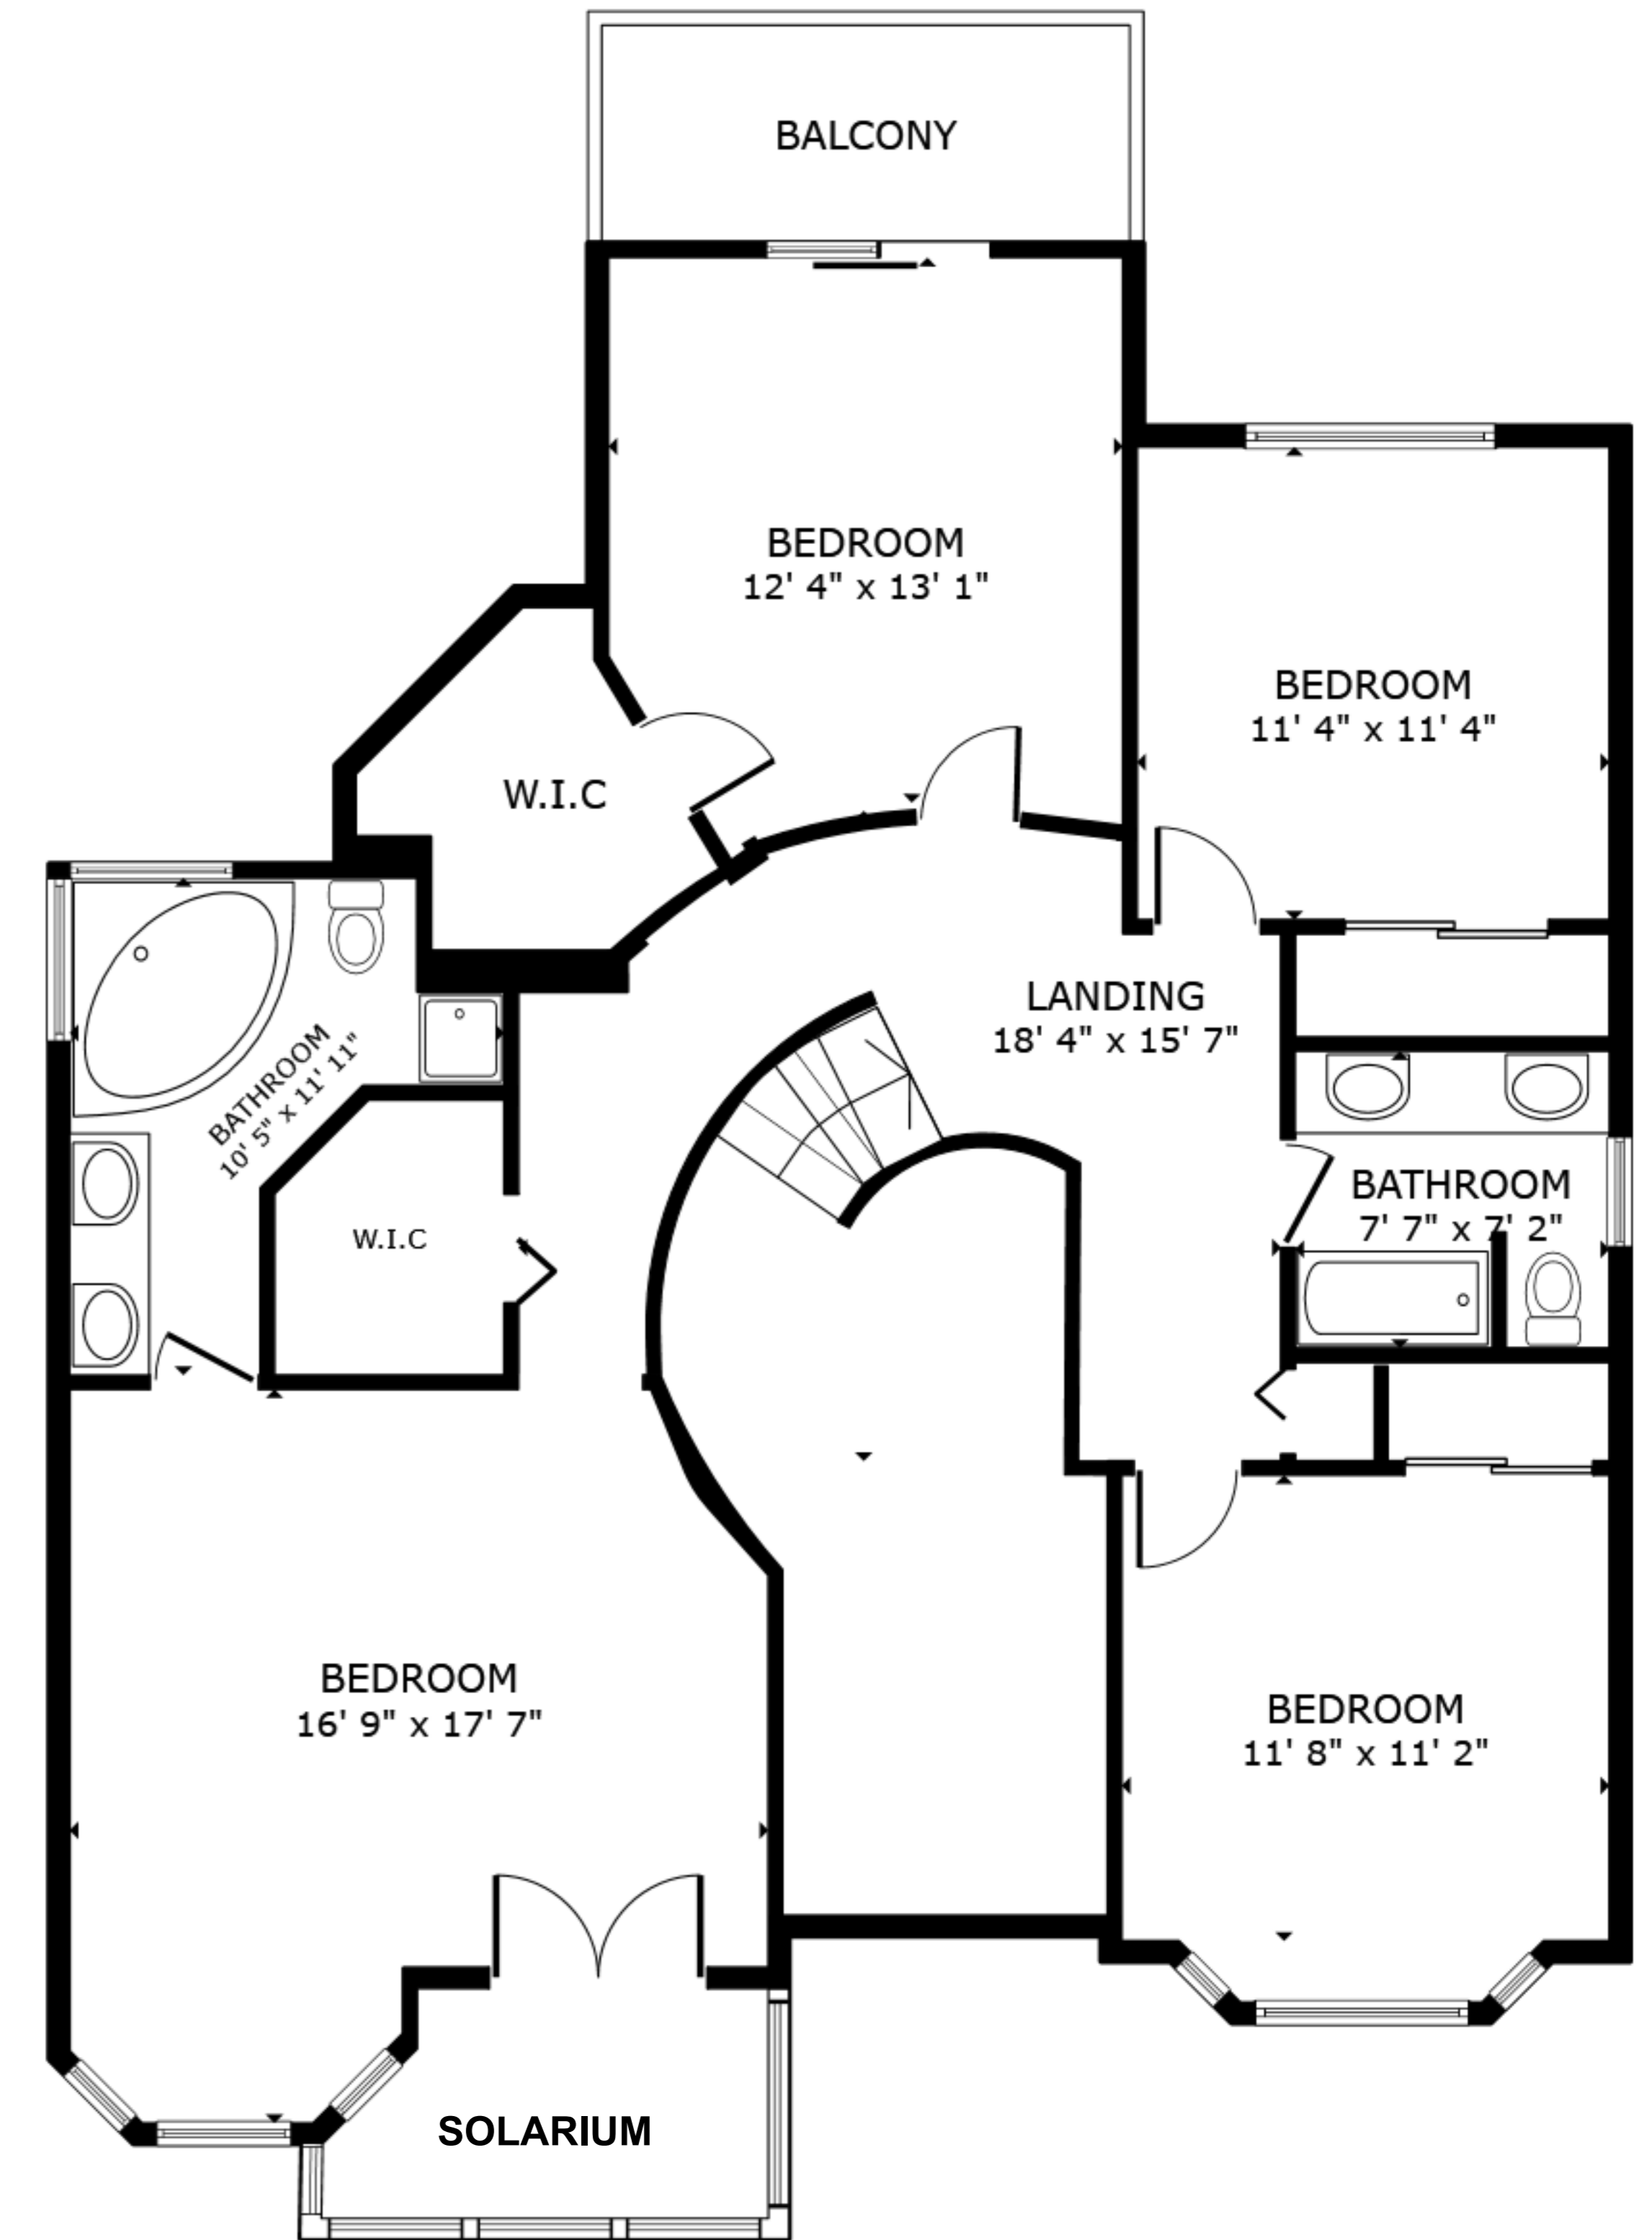 BALCONY
BEDROOM
12' 4" x 13' 1"
BEDROOM
11' 4" x 11' 4"
W.I.C
LANDING
18' 4" x 15' 7"
BATHROOM
10' 5" x 11' 11"
W.I.C
BATHROOM
7' 7" x 7' 2"
BEDROOM
16' 9" x 17' 7"
BEDROOM
11' 8" x 11' 2"
SOLARIUM